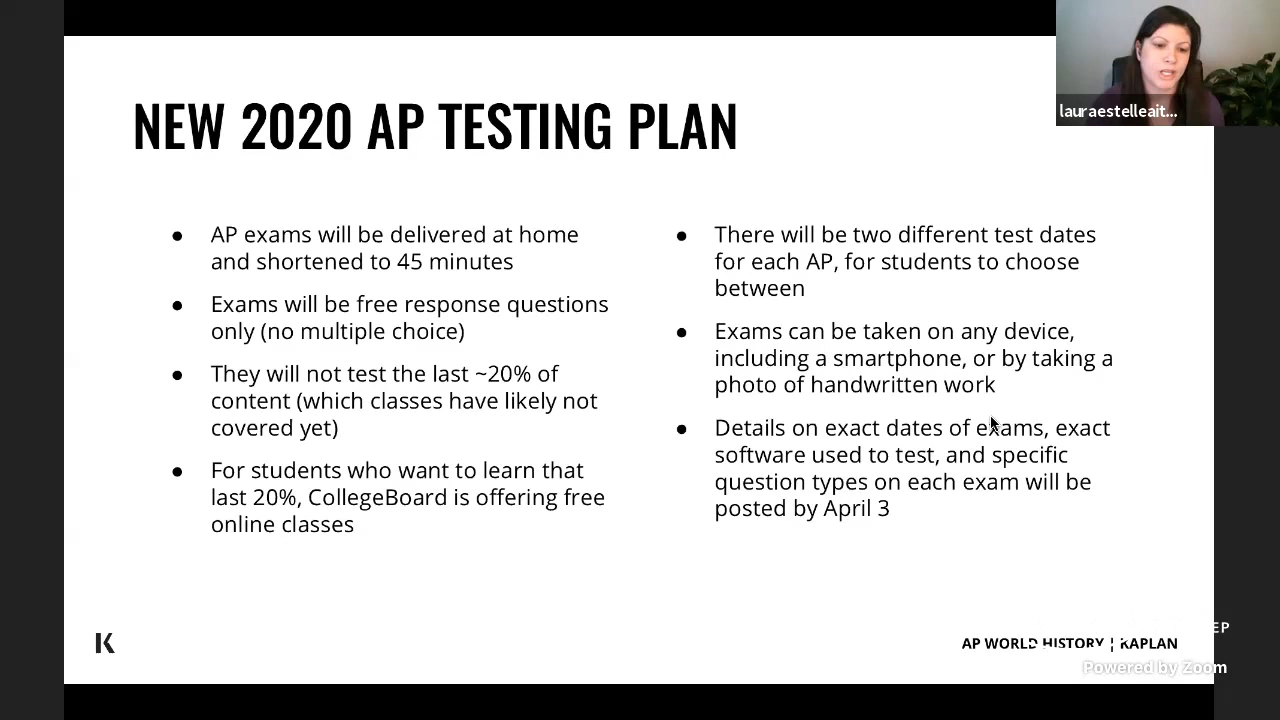 lauraestelleait...
NEW 2020 AP TESTING PLAN
● AP exams will be delivered at home
and shortened to 45 minutes
● Exams will be free response questions
only (no multiple choice)
● They will not test the last ~20% of
content (which classes have likely not
covered yet)
● For students who want to learn that
last 20%, CollegeBoard is offering free
online classes
● There will be two different test dates
for each AP, for students to choose
between
● Exams can be taken on any device,
including a smartphone, or by taking a
photo of handwritten work
● Details on exact dates of exams, exact
software used to test, and specific
question types on each exam will be
posted by April 3
K
EP
AP WORLD HISTORY | KAPLAN
Powered by Zoom